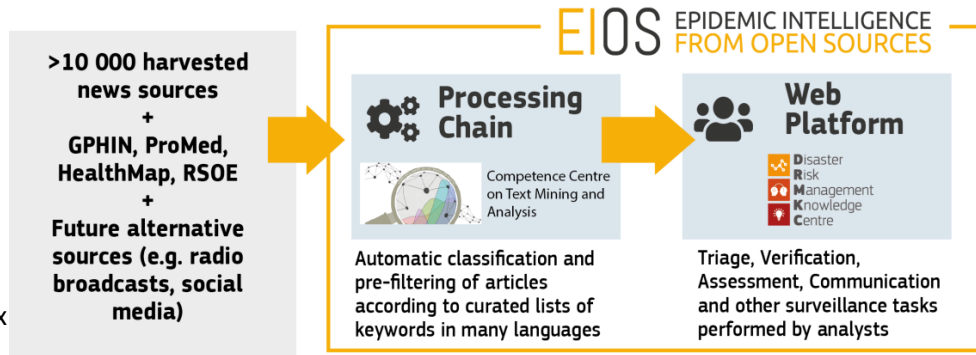 EIOS EPIDEMIC INTELLIGENCE
FROM OPEN SOURCES
>10 000 harvested
news sources
+
GPHIN, ProMed,
HealthMap, RSOE
+
Future alternative
sources (e.g. radio
broadcasts, social
media)
x
Processing
Chain
Competence Centre
on Text Mining and
Analysis
Automatic classification and
pre-filtering of articles
according to curated lists of
keywords in many languages
Web
Platform
Disaster
Risk
Management
Knowledge
Centre
Triage, Verification,
Assessment, Communication
and other surveillance tasks
performed by analysts